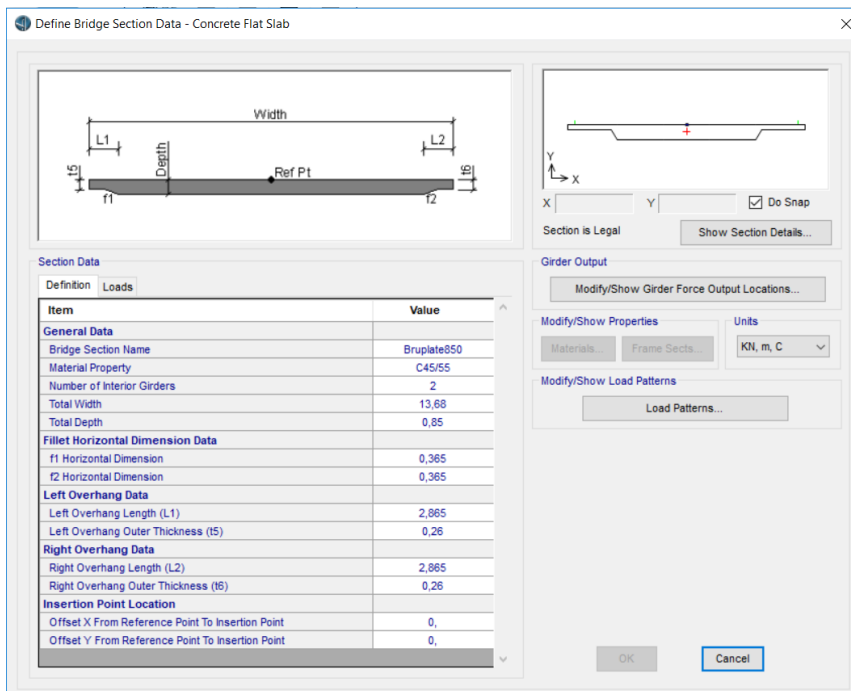 Define Bridge Section Data - Concrete Flat Slab
Width
L1
L2
Depth
t5
t6
Ref Pt
f1
f2
Y
X
X
Y
Do Snap
Section is Legal
Show Section Details...
Section Data
Definition
Loads
Item Value
General Data
Bridge Section Name Bruplate850
Material Property C45/55
Number of Interior Girders 2
Total Width 13,68
Total Depth 0,85
Fillet Horizontal Dimension Data
f1 Horizontal Dimension 0,365
f2 Horizontal Dimension 0,365
Left Overhang Data
Left Overhang Length (L1) 2,865
Left Overhang Outer Thickness (t5) 0,26
Right Overhang Data
Right Overhang Length (L2) 2,865
Right Overhang Outer Thickness (t6) 0,26
Insertion Point Location
Offset X From Reference Point To Insertion Point 0,
Offset Y From Reference Point To Insertion Point 0,
Girder Output
Modify/Show Girder Force Output Locations...
Modify/Show Properties
Materials...
Frame Sects...
Units
KN, m, C
Modify/Show Load Patterns
Load Patterns...
OK
Cancel